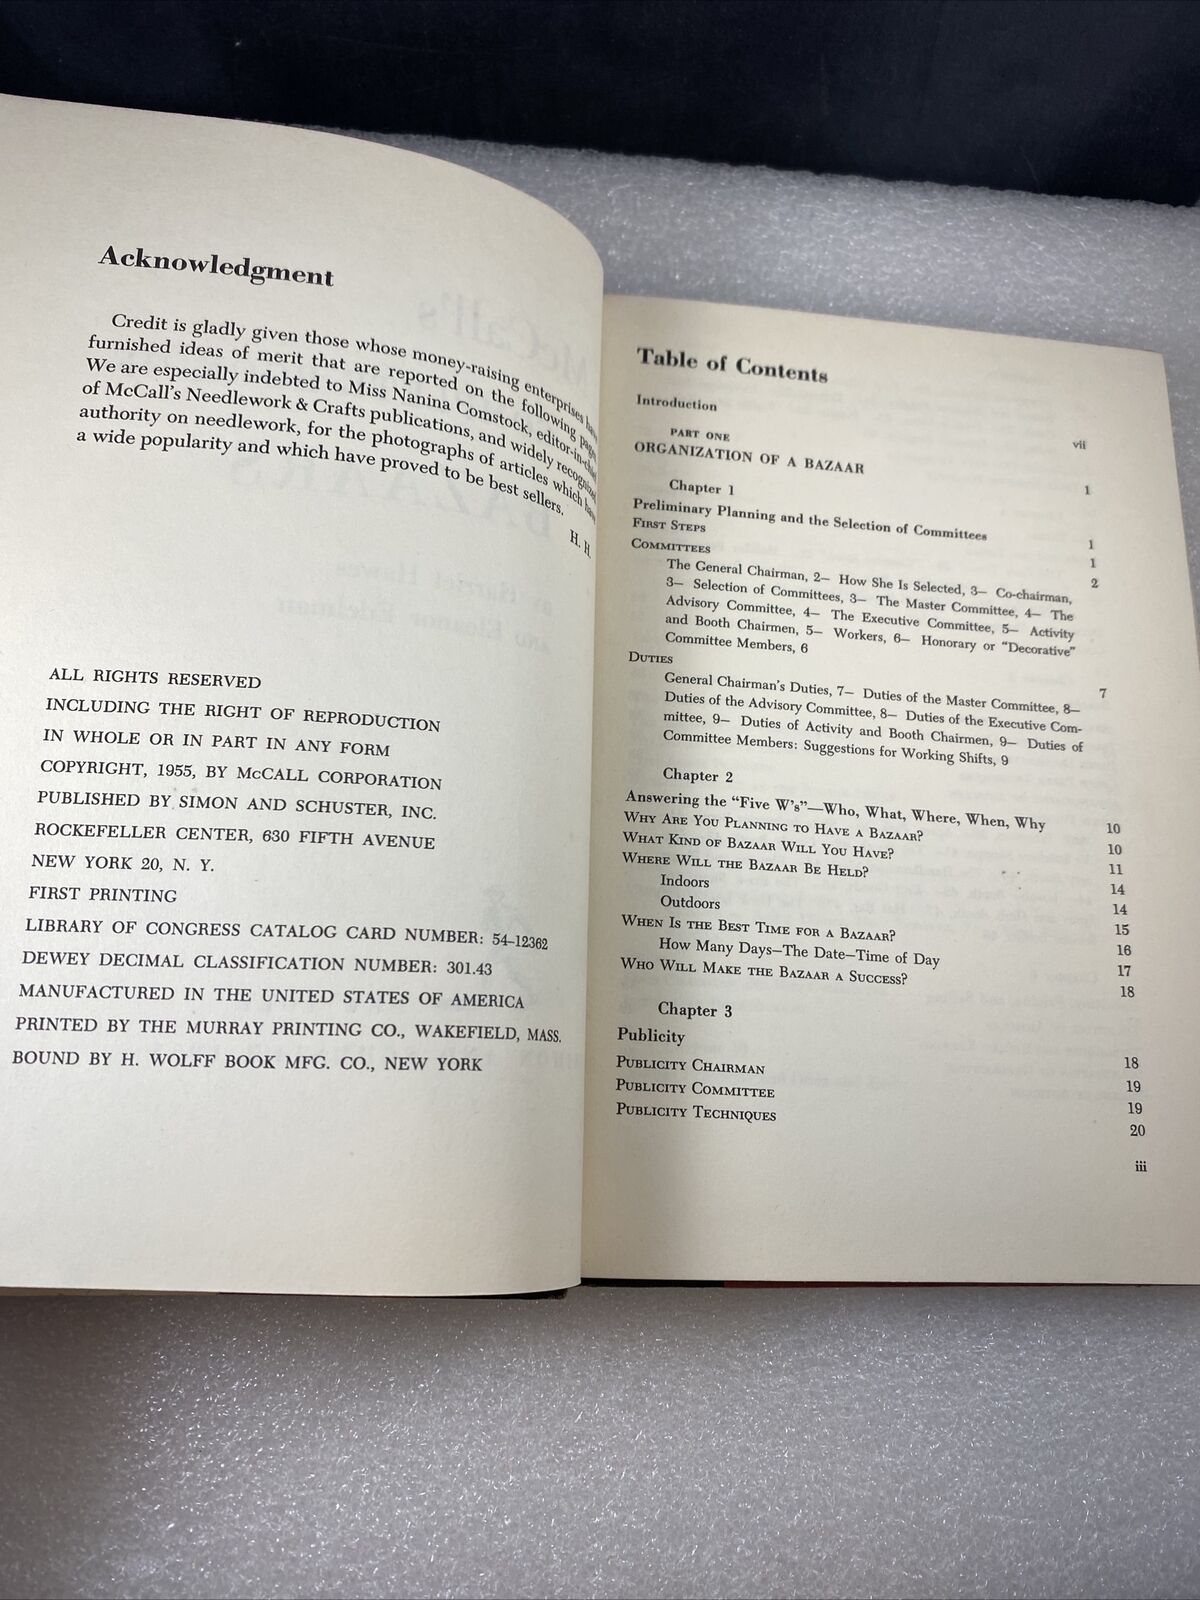 Acknowledgment
Credit is gladly given those whose money-raising enterprises have
furnished ideas of merit that are reported on the following pages.
We are especially indebted to Miss Nanina Comstock, editor-in-chief
of McCall's Needlework & Crafts publications, and widely recognized
authority on needlework, for the photographs of articles which have
a wide popularity and which have proved to be best sellers.
H. H.
ALL RIGHTS RESERVED
INCLUDING THE RIGHT OF REPRODUCTION
IN WHOLE OR IN PART IN ANY FORM
COPYRIGHT, 1955, BY McCALL CORPORATION
PUBLISHED BY SIMON AND SCHUSTER, INC.
ROCKEFELLER CENTER, 630 FIFTH AVENUE
NEW YORK 20, N. Y.
FIRST PRINTING
LIBRARY OF CONGRESS CATALOG CARD NUMBER: 54-12362
DEWEY DECIMAL CLASSIFICATION NUMBER: 301.43
MANUFACTURED IN THE UNITED STATES OF AMERICA
PRINTED BY THE MURRAY PRINTING CO., WAKEFIELD, MASS.
BOUND BY H. WOLFF BOOK MFG. CO., NEW YORK
Table of Contents
Introduction vii
PART ONE
ORGANIZATION OF A BAZAAR 1
Chapter 1
Preliminary Planning and the Selection of Committees 1
FIRST STEPS 1
COMMITTEES 2
The General Chairman, 2— How She Is Selected, 3— Co-chairman,
3— Selection of Committees, 3— The Master Committee, 4— The
Advisory Committee, 4— The Executive Committee, 5— Activity
and Booth Chairmen, 5— Workers, 6— Honorary or "Decorative"
Committee Members, 6
DUTIES 7
General Chairman's Duties, 7— Duties of the Master Committee, 8—
Duties of the Advisory Committee, 8— Duties of the Executive Com-
mittee, 9— Duties of Activity and Booth Chairmen, 9— Duties of
Committee Members: Suggestions for Working Shifts, 9
Chapter 2
Answering the "Five W's"—Who, What, Where, When, Why 10
WHY ARE YOU PLANNING TO HAVE A BAZAAR? 10
WHAT KIND OF BAZAAR WILL YOU HAVE? 11
WHERE WILL THE BAZAAR BE HELD? 14
Indoors 14
Outdoors 15
WHEN IS THE BEST TIME FOR A BAZAAR? 16
How Many Days—The Date—Time of Day 17
WHO WILL MAKE THE BAZAAR A SUCCESS? 18
Chapter 3
Publicity 18
PUBLICITY CHAIRMAN 19
PUBLICITY COMMITTEE 19
PUBLICITY TECHNIQUES 20
iii